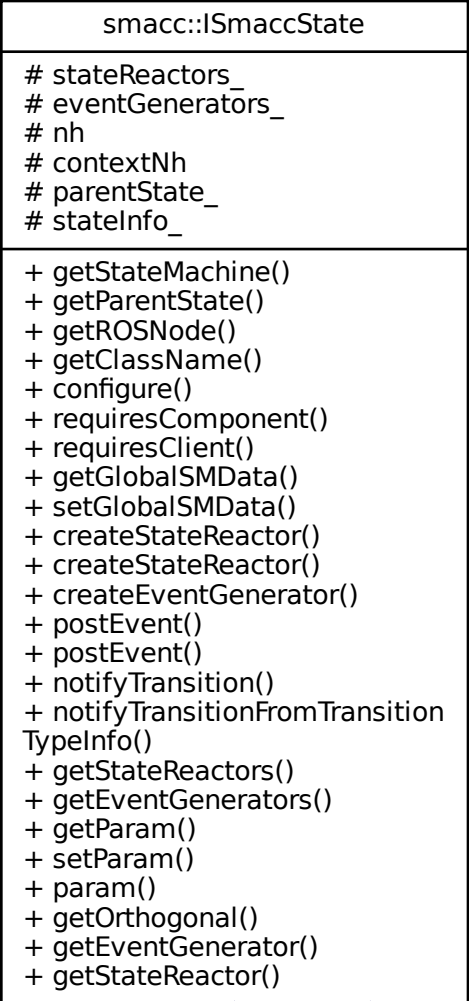 smacc::ISmaccState
# stateReactors_
# eventGenerators_
# nh
# contextNh
# parentState_
# stateInfo_
+ getStateMachine()
+ getParentState()
+ getROSNode()
+ getClassName()
+ configure()
+ requiresComponent()
+ requiresClient()
+ getGlobalSMData()
+ setGlobalSMData()
+ createStateReactor()
+ createStateReactor()
+ createEventGenerator()
+ postEvent()
+ postEvent()
+ notifyTransition()
+ notifyTransitionFromTransition
TypeInfo()
+ getStateReactors()
+ getEventGenerators()
+ getParam()
+ setParam()
+ param()
+ getOrthogonal()
+ getEventGenerator()
+ getStateReactor()